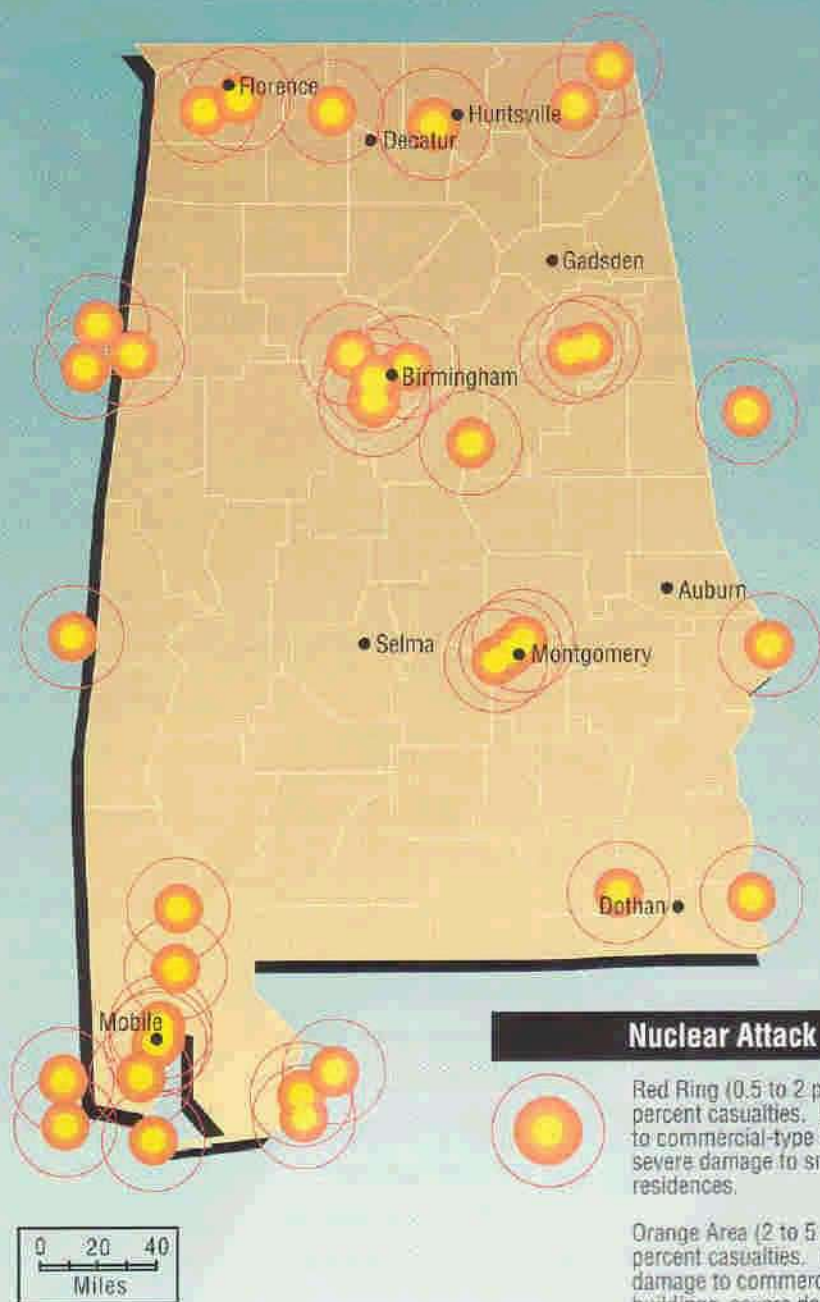 Florence
Huntsville
Decatur
Gadsden
Birmingham
Auburn
Selma
Montgomery
Dothan
Mobile
Nuclear Attack
Red Ring (0.5 to 2 p
percent casualties.
to commercial-type
severe damage to sm
residences.
Orange Area (2 to 5
percent casualties.
damage to commerc
0 20 40
Miles